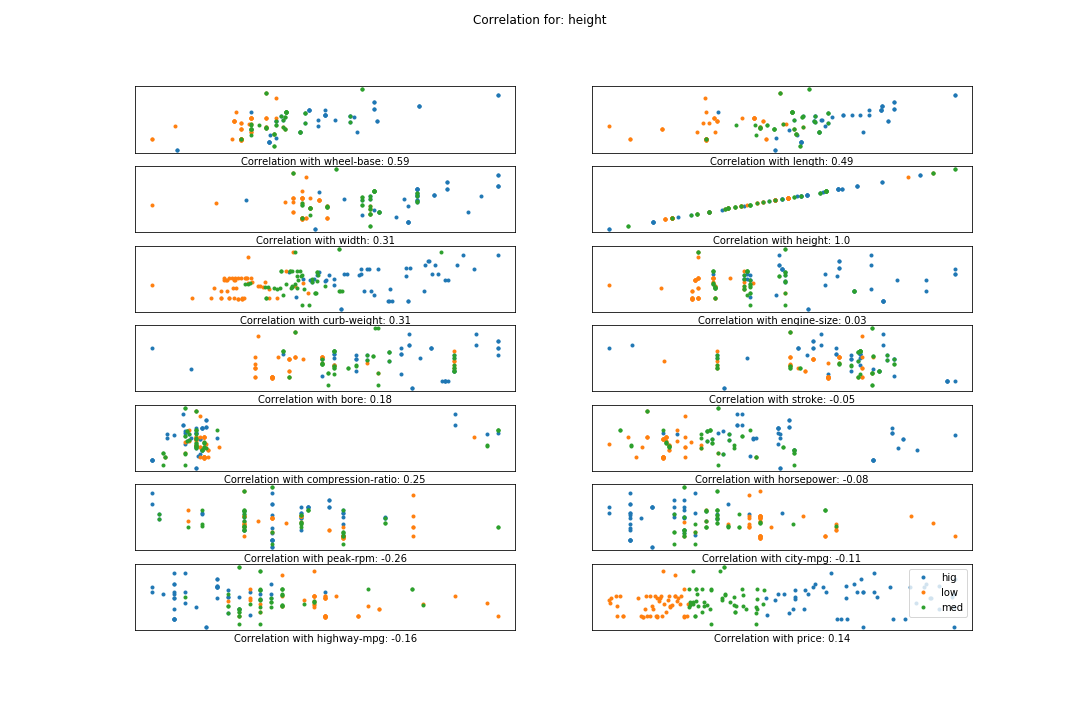 Correlation for: height
Correlation with wheel-base: 0.59
Correlation with length: 0.49
Correlation with width: 0.31
Correlation with height: 1.0
Correlation with curb-weight: 0.31
Correlation with engine-size: 0.03
Correlation with bore: 0.18
Correlation with stroke: -0.05
Correlation with compression-ratio: 0.25
Correlation with horsepower: -0.08
Correlation with peak-rpm: -0.26
Correlation with city-mpg: -0.11
hig
low
med
Correlation with highway-mpg: -0.16
Correlation with price: 0.14